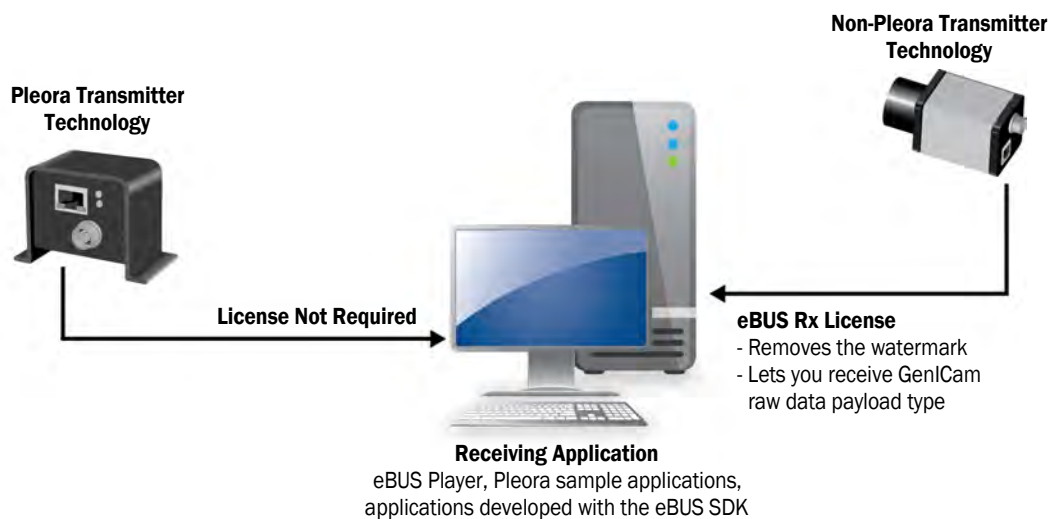 Non-Pleora Transmitter
Technology
Pleora Transmitter
Technology
License Not Required
eBUS Rx License
- Removes the watermark
- Lets you receive GenICam
raw data payload type
Receiving Application
eBUS Player, Pleora sample applications,
applications developed with the eBUS SDK